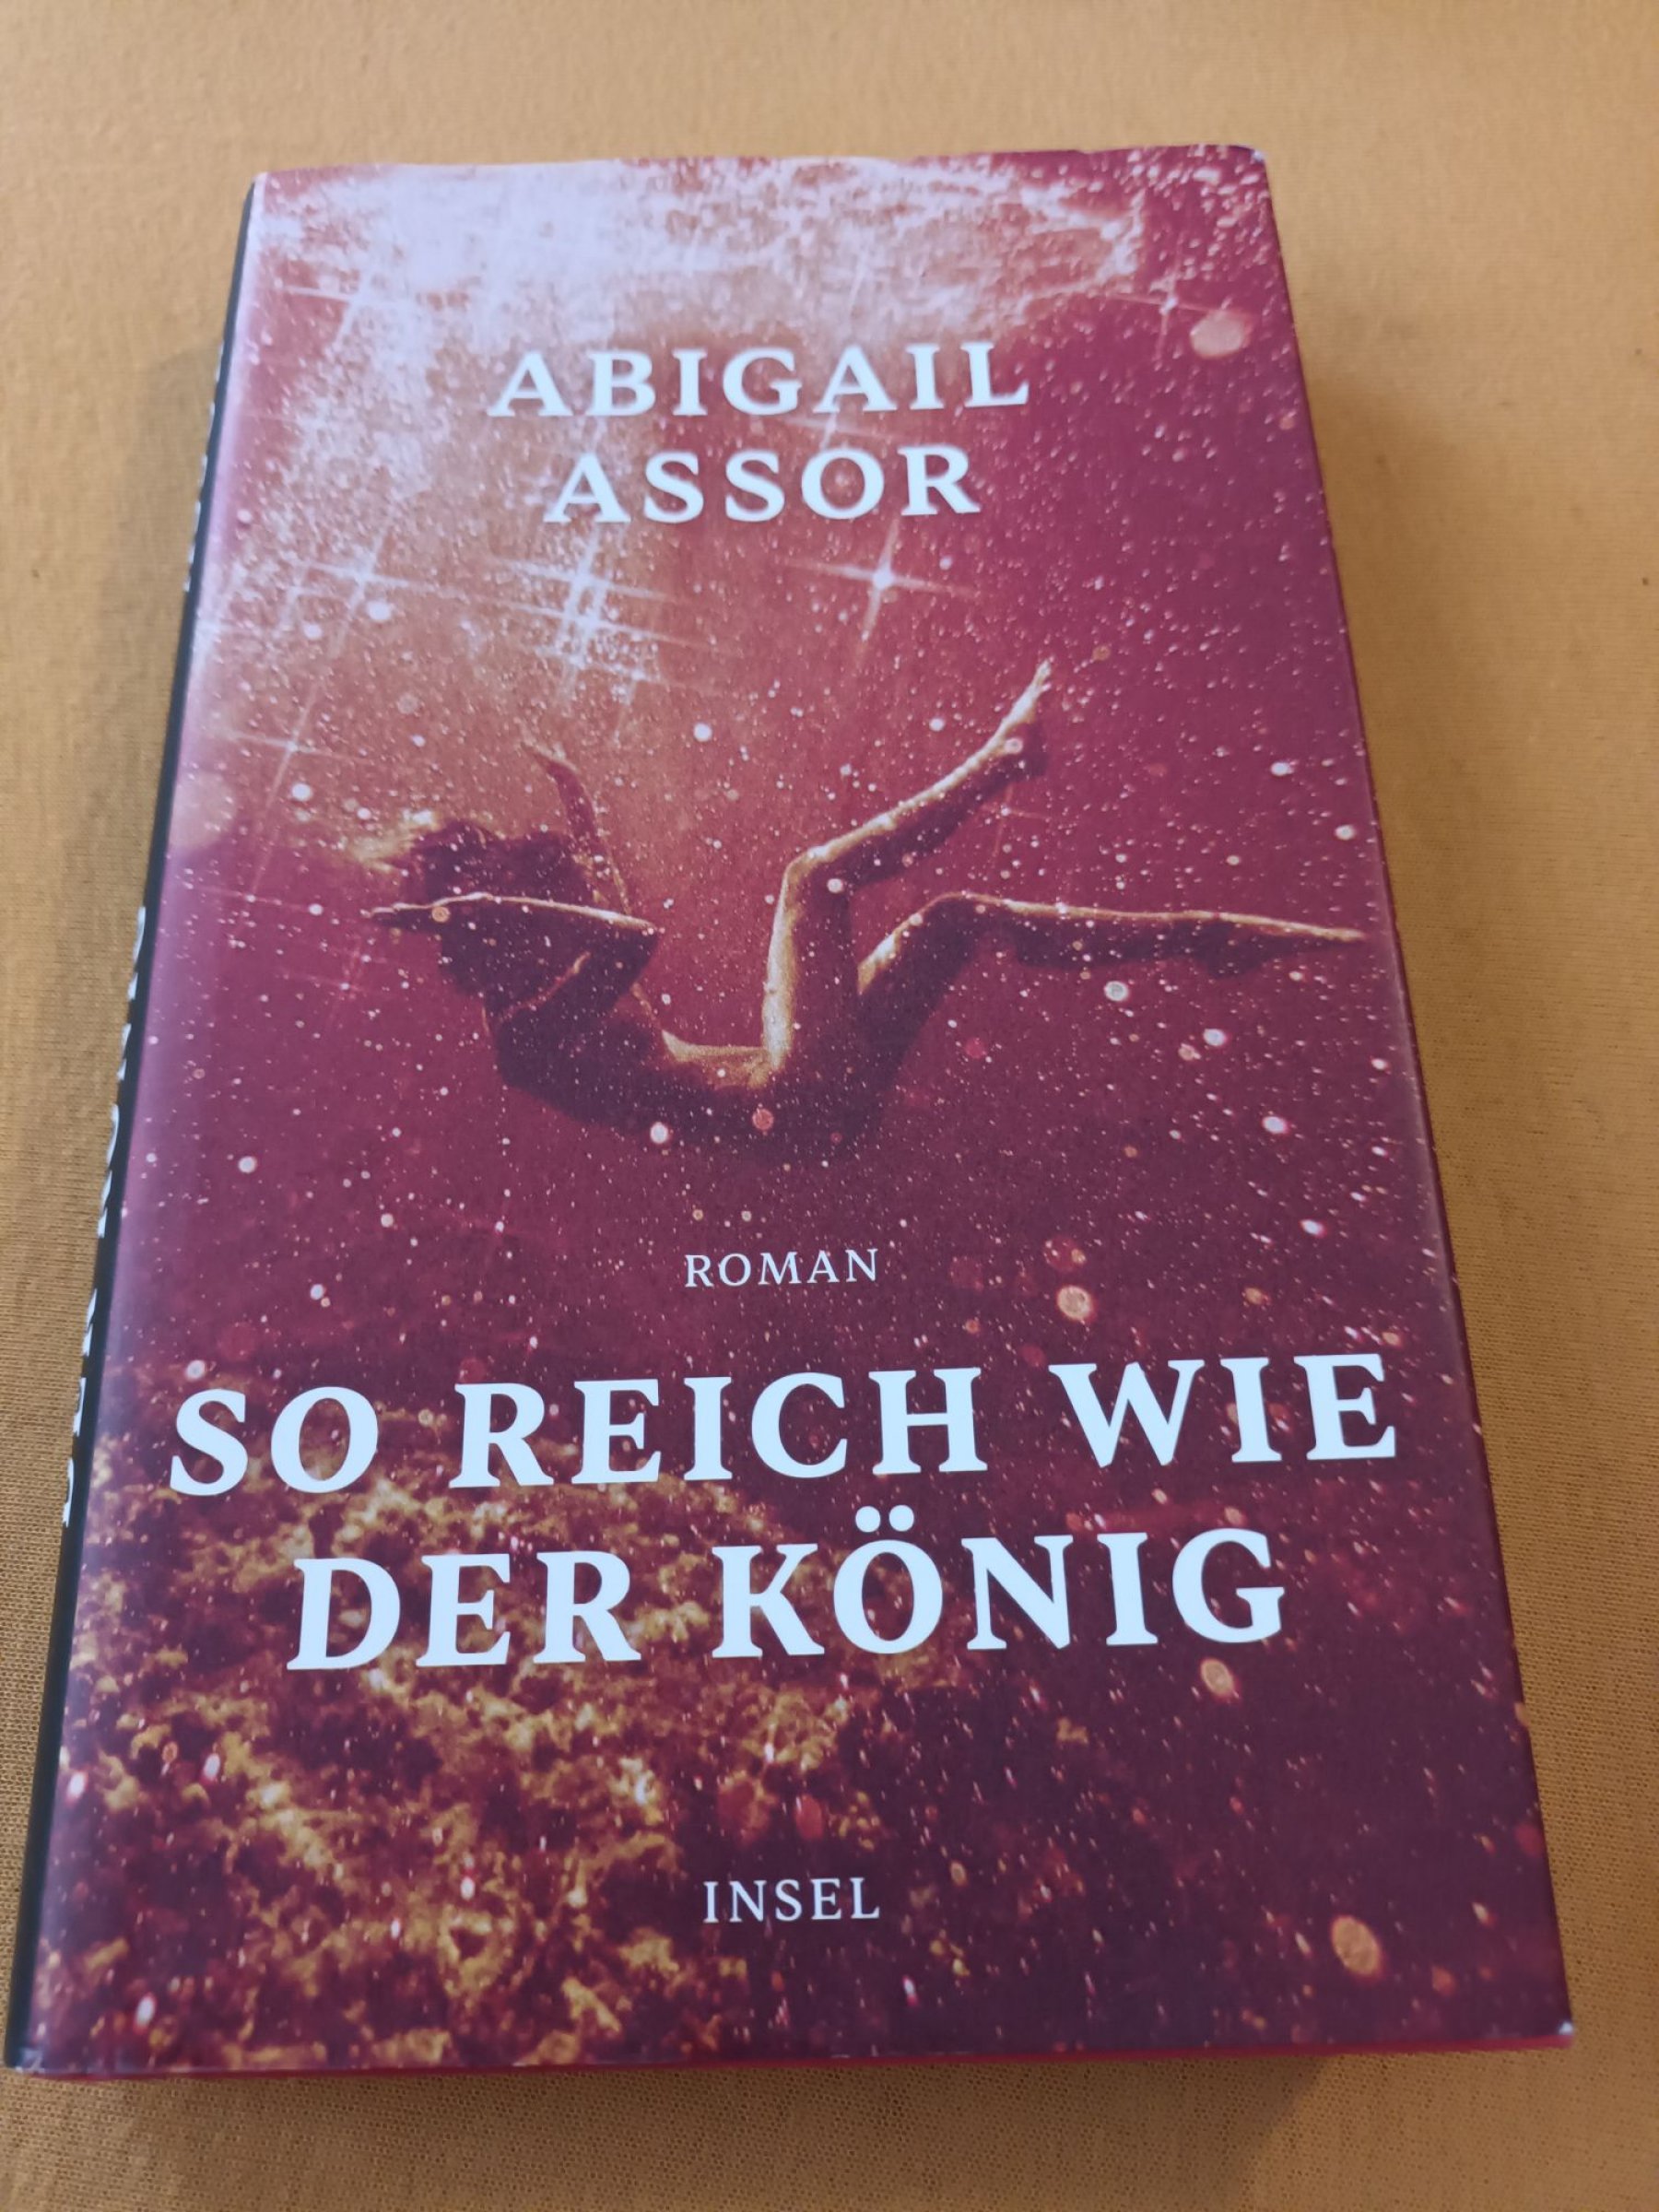 ABIGAIL
ASSOR
ROMAN
SO REICH WIE
DER KÖNIG
INSEL